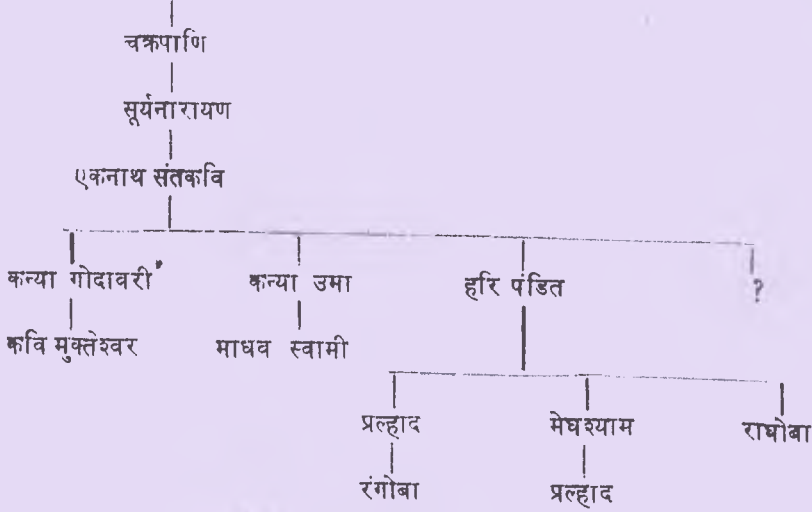 चक्रपाणि
सूर्यनारायण
एकनाथ संतकवि
कन्या गोदावरी* कन्या उमा हरि पंडित ?
कवि मुक्तेश्वर माधव स्वामी
प्रल्हाद मेघश्याम राघोबा
रंगोबा प्रल्हाद